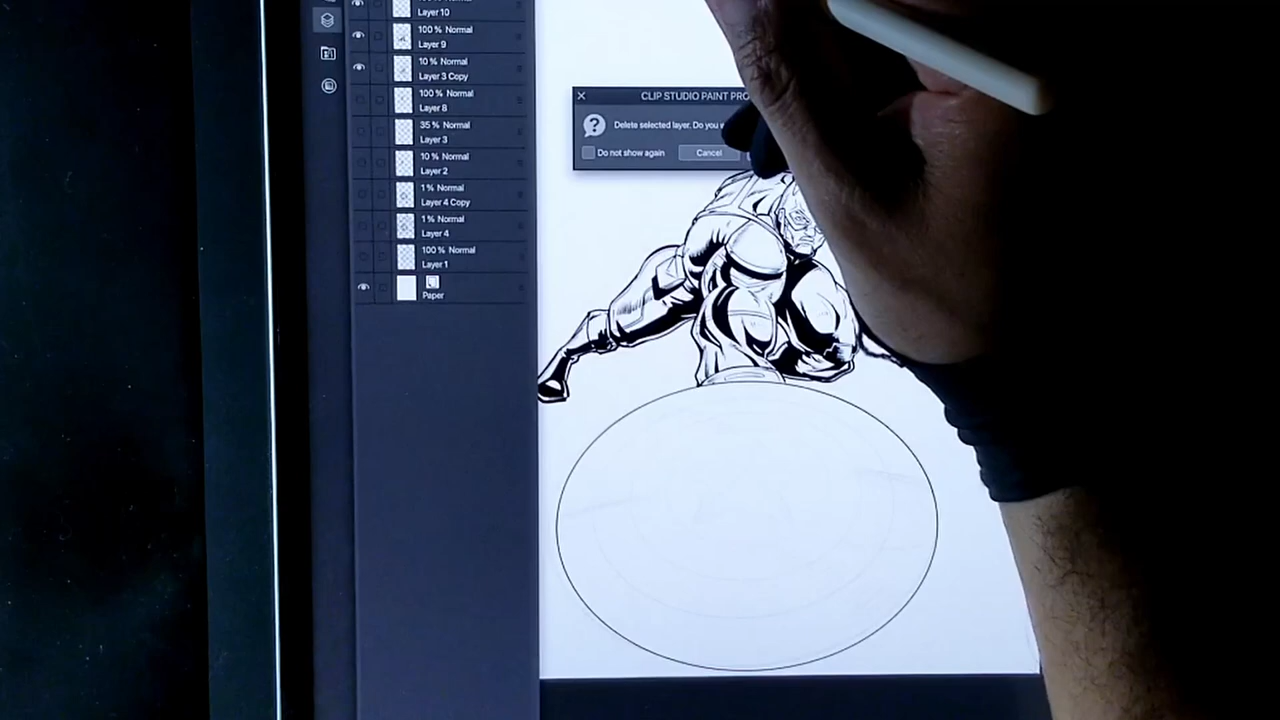 Layer 10
100 % Normal
Layer 9
10 % Normal
Layer 3 Copy
100 % Normal
Layer 8
35 % Normal
Layer 3
10 % Normal
Layer 2
1 % Normal
Layer 4 Copy
1 % Normal
Layer 4
100 % Normal
Layer 1
Paper
CLIP STUDIO PAINT PRO
Delete selected layer. Do you
Do not show again
Cancel